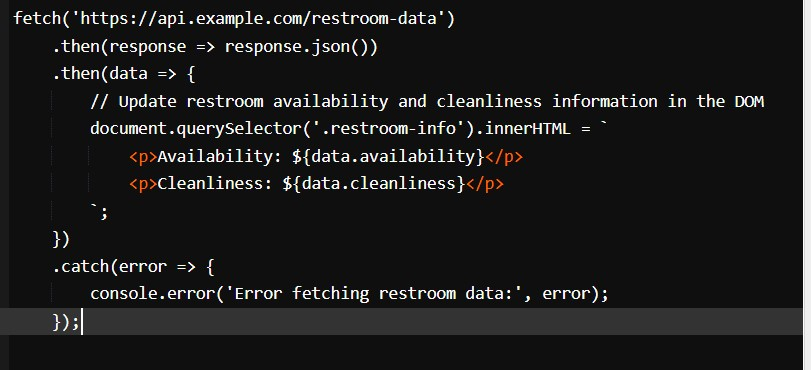 fetch('https://api.example.com/restroom-data')
    .then(response => response.json())
    .then(data => {
        // Update restroom availability and cleanliness information in the DOM
        document.querySelector('.restroom-info').innerHTML = `
            <p>Availability: ${data.availability}</p>
            <p>Cleanliness: ${data.cleanliness}</p>
        `;
    })
    .catch(error => {
        console.error('Error fetching restroom data:', error);
    });